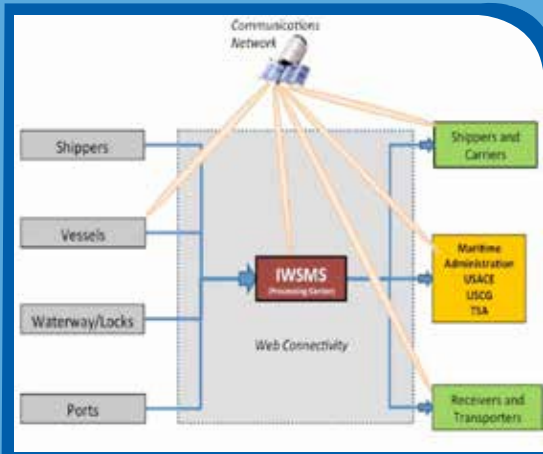 Communications
Network
Shippers
Vessels
Waterway/Locks
Ports
IWSMS
(Processing Center)
Web Connectivity
Shippers and
Carriers
Maritime
Administration
USACE
USCG
TSA
Receivers and
Transporters